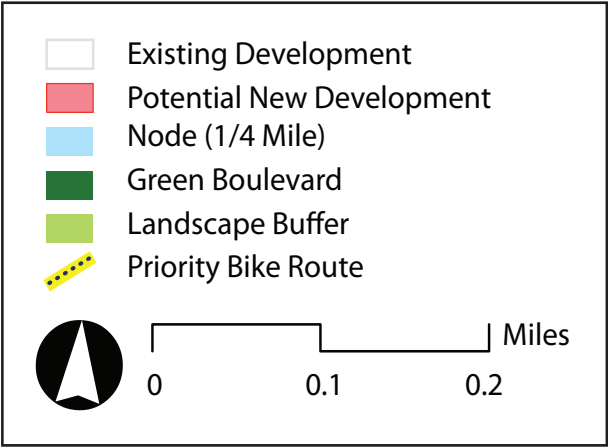 Existing Development
Potential New Development
Node (1/4 Mile)
Green Boulevard
Landscape Buffer
Priority Bike Route
Miles
0 0.1 0.2